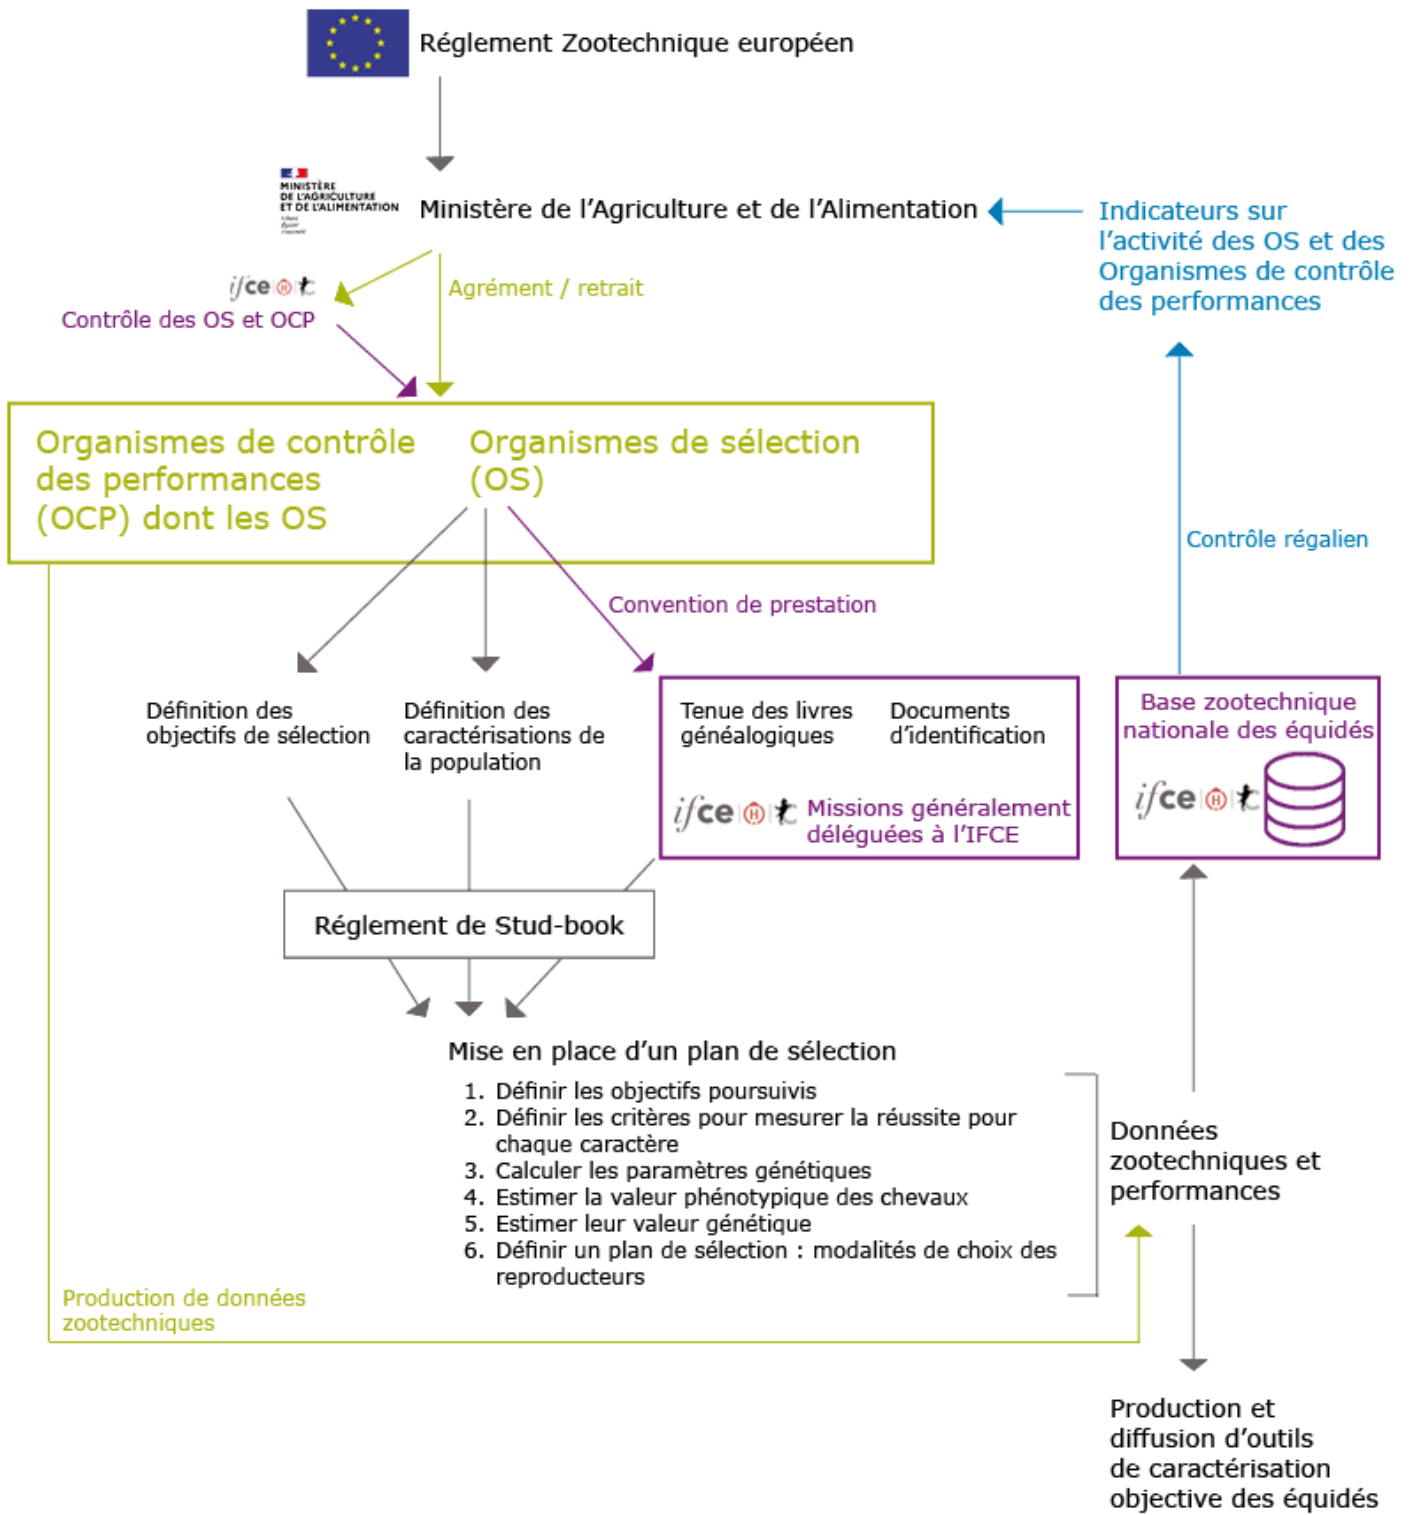 Réglement Zootechnique européen
MINISTÈRE
DE L'AGRICULTURE
ET DE L'ALIMENTATION
Ministère de l'Agriculture et de l'Alimentation
Indicateurs sur
l'activité des OS et des
Organismes de contrôle
des performances
ifce
Agrément / retrait
Contrôle des OS et OCP
Organismes de contrôle
des performances
(OCP) dont les OS
Organismes de sélection
(OS)
Contrôle régalien
Convention de prestation
Définition des
objectifs de sélection
Définition des
caractérisations de
la population
Tenue des livres
généalogiques
Documents
d'identification
ifce H
Missions généralement
déléguées à l'IFCE
Base zootechnique
nationale des équidés
ifce H
Réglement de Stud-book
Mise en place d'un plan de sélection
1. Définir les objectifs poursuivis
2. Définir les critères pour mesurer la réussite pour
chaque caractère
3. Calculer les paramètres génétiques
4. Estimer la valeur phénotypique des chevaux
5. Estimer leur valeur génétique
6. Définir un plan de sélection : modalités de choix des
reproducteurs
Données
zootechniques et
performances
Production de données
zootechniques
Production et
diffusion d'outils
de caractérisation
objective des équidés